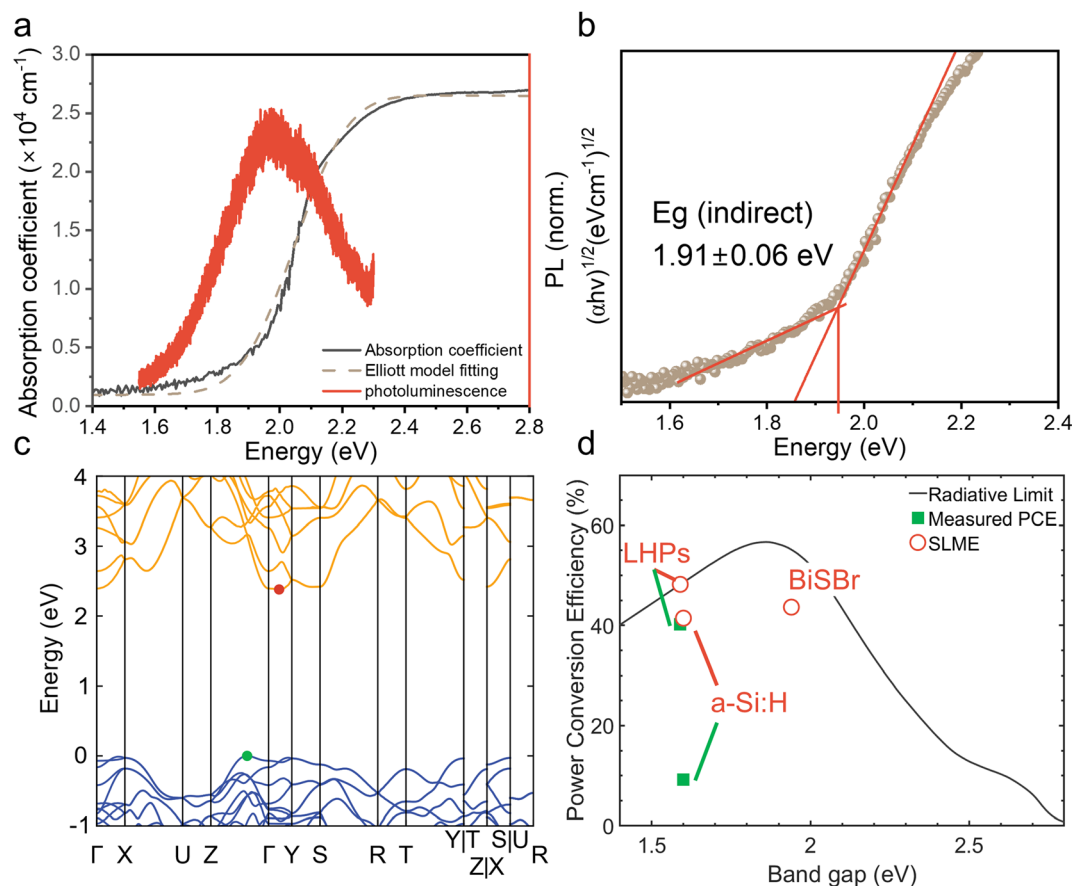 a
Absorption coefficient (×10⁴ cm⁻¹)
3.0
2.5
2.0
1.5
1.0
0.5
0.0
1.4 1.6 1.8 2.0 2.2 2.4 2.6 2.8
Energy (eV)
PL (norm.)
Absorption coefficient
Elliott model fitting
photoluminescence
b
(αhν)¹ᐟ²(eVcm⁻¹)¹ᐟ²
Eg (indirect)
1.91±0.06 eV
1.6 1.8 2.0 2.2 2.4
Energy (eV)
c
Energy (eV)
4
3
2
1
0
-1
Γ X U Z Γ Y S R T Y|T Z|X S|U R
d
Power Conversion Efficiency (%)
60
40
20
0
1.5 2 2.5
Band gap (eV)
Radiative Limit
Measured PCE
SLME
LHPs
BiSBr
a-Si:H